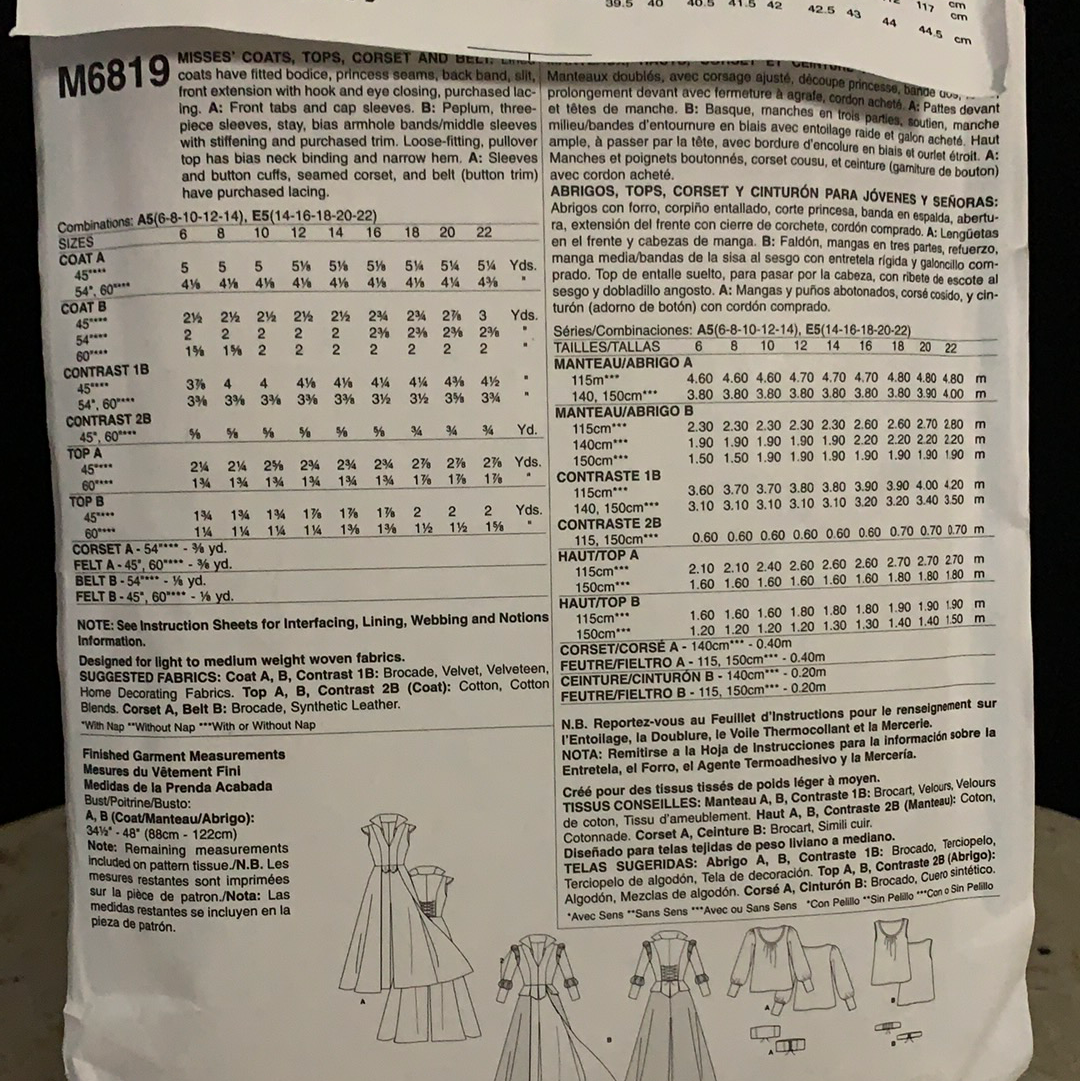 39.5 40 40.5 41.5 42 42.5 43 44 44.5 cm
117 cm
cm
M6819
MISSES' COATS, TOPS, CORSET AND BELT:
coats have fitted bodice, princess seams, back band, slit,
front extension with hook and eye closing, purchased lac-
ing. A: Front tabs and cap sleeves. B: Peplum, three-
piece sleeves, stay, bias armhole bands/middle sleeves
with stiffening and purchased trim. Loose-fitting, pullover
top has bias neck binding and narrow hem. A: Sleeves
and button cuffs, seamed corset, and belt (button trim)
have purchased lacing.
Combinations: A5(6-8-10-12-14), E5(14-16-18-20-22)
SIZES 6 8 10 12 14 16 18 20 22
COAT A
45"*** 5 5 5 5⅛ 5⅛ 5⅛ 5¼ 5¼ 5¼ Yds.
54", 60"*** 4⅛ 4⅛ 4⅛ 4⅛ 4⅛ 4⅛ 4⅛ 4¼ 4⅜ "
COAT B
45"*** 2½ 2½ 2½ 2½ 2½ 2¾ 2¾ 2⅞ 3 Yds.
54"*** 2 2 2 2 2 2⅜ 2⅜ 2⅜ 2⅜ "
60"*** 1⅝ 1⅝ 2 2 2 2 2 2 2 "
CONTRAST 1B
45"*** 3⅞ 4 4 4⅛ 4⅛ 4¼ 4¼ 4⅜ 4½ "
54", 60"*** 3⅜ 3⅜ 3⅜ 3⅜ 3⅜ 3½ 3½ 3⅝ 3¾ "
CONTRAST 2B
45", 60"*** ⅝ ⅝ ⅝ ⅝ ⅝ ⅝ ¾ ¾ ¾ Yd.
TOP A
45"*** 2¼ 2¼ 2⅝ 2¾ 2¾ 2¾ 2⅞ 2⅞ 2⅞ Yds.
60"*** 1¾ 1¾ 1¾ 1¾ 1¾ 1¾ 1⅞ 1⅞ 1⅞ "
TOP B
45"*** 1¾ 1¾ 1¾ 1⅞ 1⅞ 1⅞ 2 2 2 Yds.
60"*** 1¼ 1¼ 1¼ 1¼ 1⅜ 1⅜ 1½ 1½ 1⅝ "
CORSET A - 54"*** - ⅜ yd.
FELT A - 45", 60"*** - ⅜ yd.
BELT B - 54"*** - ⅛ yd.
FELT B - 45", 60"*** - ⅛ yd.
NOTE: See Instruction Sheets for Interfacing, Lining, Webbing and Notions
Information.
Designed for light to medium weight woven fabrics.
SUGGESTED FABRICS: Coat A, B, Contrast 1B: Brocade, Velvet, Velveteen,
Home Decorating Fabrics. Top A, B, Contrast 2B (Coat): Cotton, Cotton
Blends. Corset A, Belt B: Brocade, Synthetic Leather.
*With Nap **Without Nap ***With or Without Nap
Finished Garment Measurements
Mesures du Vêtement Fini
Medidas de la Prenda Acabada
Bust/Poitrine/Busto:
A, B (Coat/Manteau/Abrigo):
34½" - 48" (88cm - 122cm)
Note: Remaining measurements
included on pattern tissue./N.B. Les
mesures restantes sont imprimées
sur la pièce de patron./Nota: Las
medidas restantes se incluyen en la
pieza de patrón.
Manteaux doublés, avec corsage ajusté, découpe princesse, bande dos,
prolongement devant avec fermeture à agrafe, cordon acheté. A: Pattes devant
et têtes de manche. B: Basque, manches en trois parties, soutien, manche
milieu/bandes d'entournure en biais avec entoilage raide et galon acheté. Haut
ample, à passer par la tête, avec bordure d'encolure en biais et ourlet étroit. A:
Manches et poignets boutonnés, corset cousu, et ceinture (garniture de bouton)
avec cordon acheté.
ABRIGOS, TOPS, CORSET Y CINTURÓN PARA JÓVENES Y SEÑORAS:
Abrigos con forro, corpiño entallado, corte princesa, banda en espalda, abertu-
ra, extensión del frente con cierre de corchete, cordón comprado. A: Lengüetas
en el frente y cabezas de manga. B: Faldón, mangas en tres partes, refuerzo,
manga media/bandas de la sisa al sesgo con entretela rígida y galoncillo com-
prado. Top de entalle suelto, para pasar por la cabeza, con ribete de escote al
sesgo y dobladillo angosto. A: Mangas y puños abotonados, corsé cosido, y cin-
turón (adorno de botón) con cordón comprado.
Séries/Combinaciones: A5(6-8-10-12-14), E5(14-16-18-20-22)
TAILLES/TALLAS 6 8 10 12 14 16 18 20 22
MANTEAU/ABRIGO A
115m*** 4.60 4.60 4.60 4.70 4.70 4.70 4.80 4.80 4.80 m
140, 150cm*** 3.80 3.80 3.80 3.80 3.80 3.80 3.80 3.90 4.00 m
MANTEAU/ABRIGO B
115cm*** 2.30 2.30 2.30 2.30 2.30 2.60 2.60 2.70 2.80 m
140cm*** 1.90 1.90 1.90 1.90 1.90 2.20 2.20 2.20 2.20 m
150cm*** 1.50 1.50 1.90 1.90 1.90 1.90 1.90 1.90 1.90 m
CONTRASTE 1B
115cm*** 3.60 3.70 3.70 3.80 3.80 3.90 3.90 4.00 4.20 m
140, 150cm*** 3.10 3.10 3.10 3.10 3.10 3.20 3.20 3.40 3.50 m
CONTRASTE 2B
115, 150cm*** 0.60 0.60 0.60 0.60 0.60 0.60 0.70 0.70 0.70 m
HAUT/TOP A
115cm*** 2.10 2.10 2.40 2.60 2.60 2.60 2.70 2.70 2.70 m
150cm*** 1.60 1.60 1.60 1.60 1.60 1.60 1.80 1.80 1.80 m
HAUT/TOP B
115cm*** 1.60 1.60 1.60 1.80 1.80 1.80 1.90 1.90 1.90 m
150cm*** 1.20 1.20 1.20 1.20 1.30 1.30 1.40 1.40 1.50 m
CORSET/CORSÉ A - 140cm*** - 0.40m
FEUTRE/FIELTRO A - 115, 150cm*** - 0.40m
CEINTURE/CINTURÓN B - 140cm*** - 0.20m
FEUTRE/FIELTRO B - 115, 150cm*** - 0.20m
N.B. Reportez-vous au Feuillet d'Instructions pour le renseignement sur
l'Entoilage, la Doublure, le Voile Thermocollant et la Mercerie.
NOTA: Remitirse a la Hoja de Instrucciones para la información sobre la
Entretela, el Forro, el Agente Termoadhesivo y la Mercería.
Créé pour des tissus tissés de poids léger à moyen.
TISSUS CONSEILLES: Manteau A, B, Contraste 1B: Brocart, Velours, Velours
de coton, Tissu d'ameublement. Haut A, B, Contraste 2B (Manteau): Coton,
Cotonnade. Corset A, Ceinture B: Brocart, Simili cuir.
Diseñado para telas tejidas de peso liviano a mediano.
TELAS SUGERIDAS: Abrigo A, B, Contraste 1B: Brocado, Terciopelo,
Terciopelo de algodón, Tela de decoración. Top A, B, Contraste 2B (Abrigo):
Algodón, Mezclas de algodón. Corsé A, Cinturón B: Brocado, Cuero sintético.
*Avec Sens **Sans Sens ***Avec ou Sans Sens *Con Pelillo **Sin Pelillo ***Con o Sin Pelillo
A
B
A
B
A
B